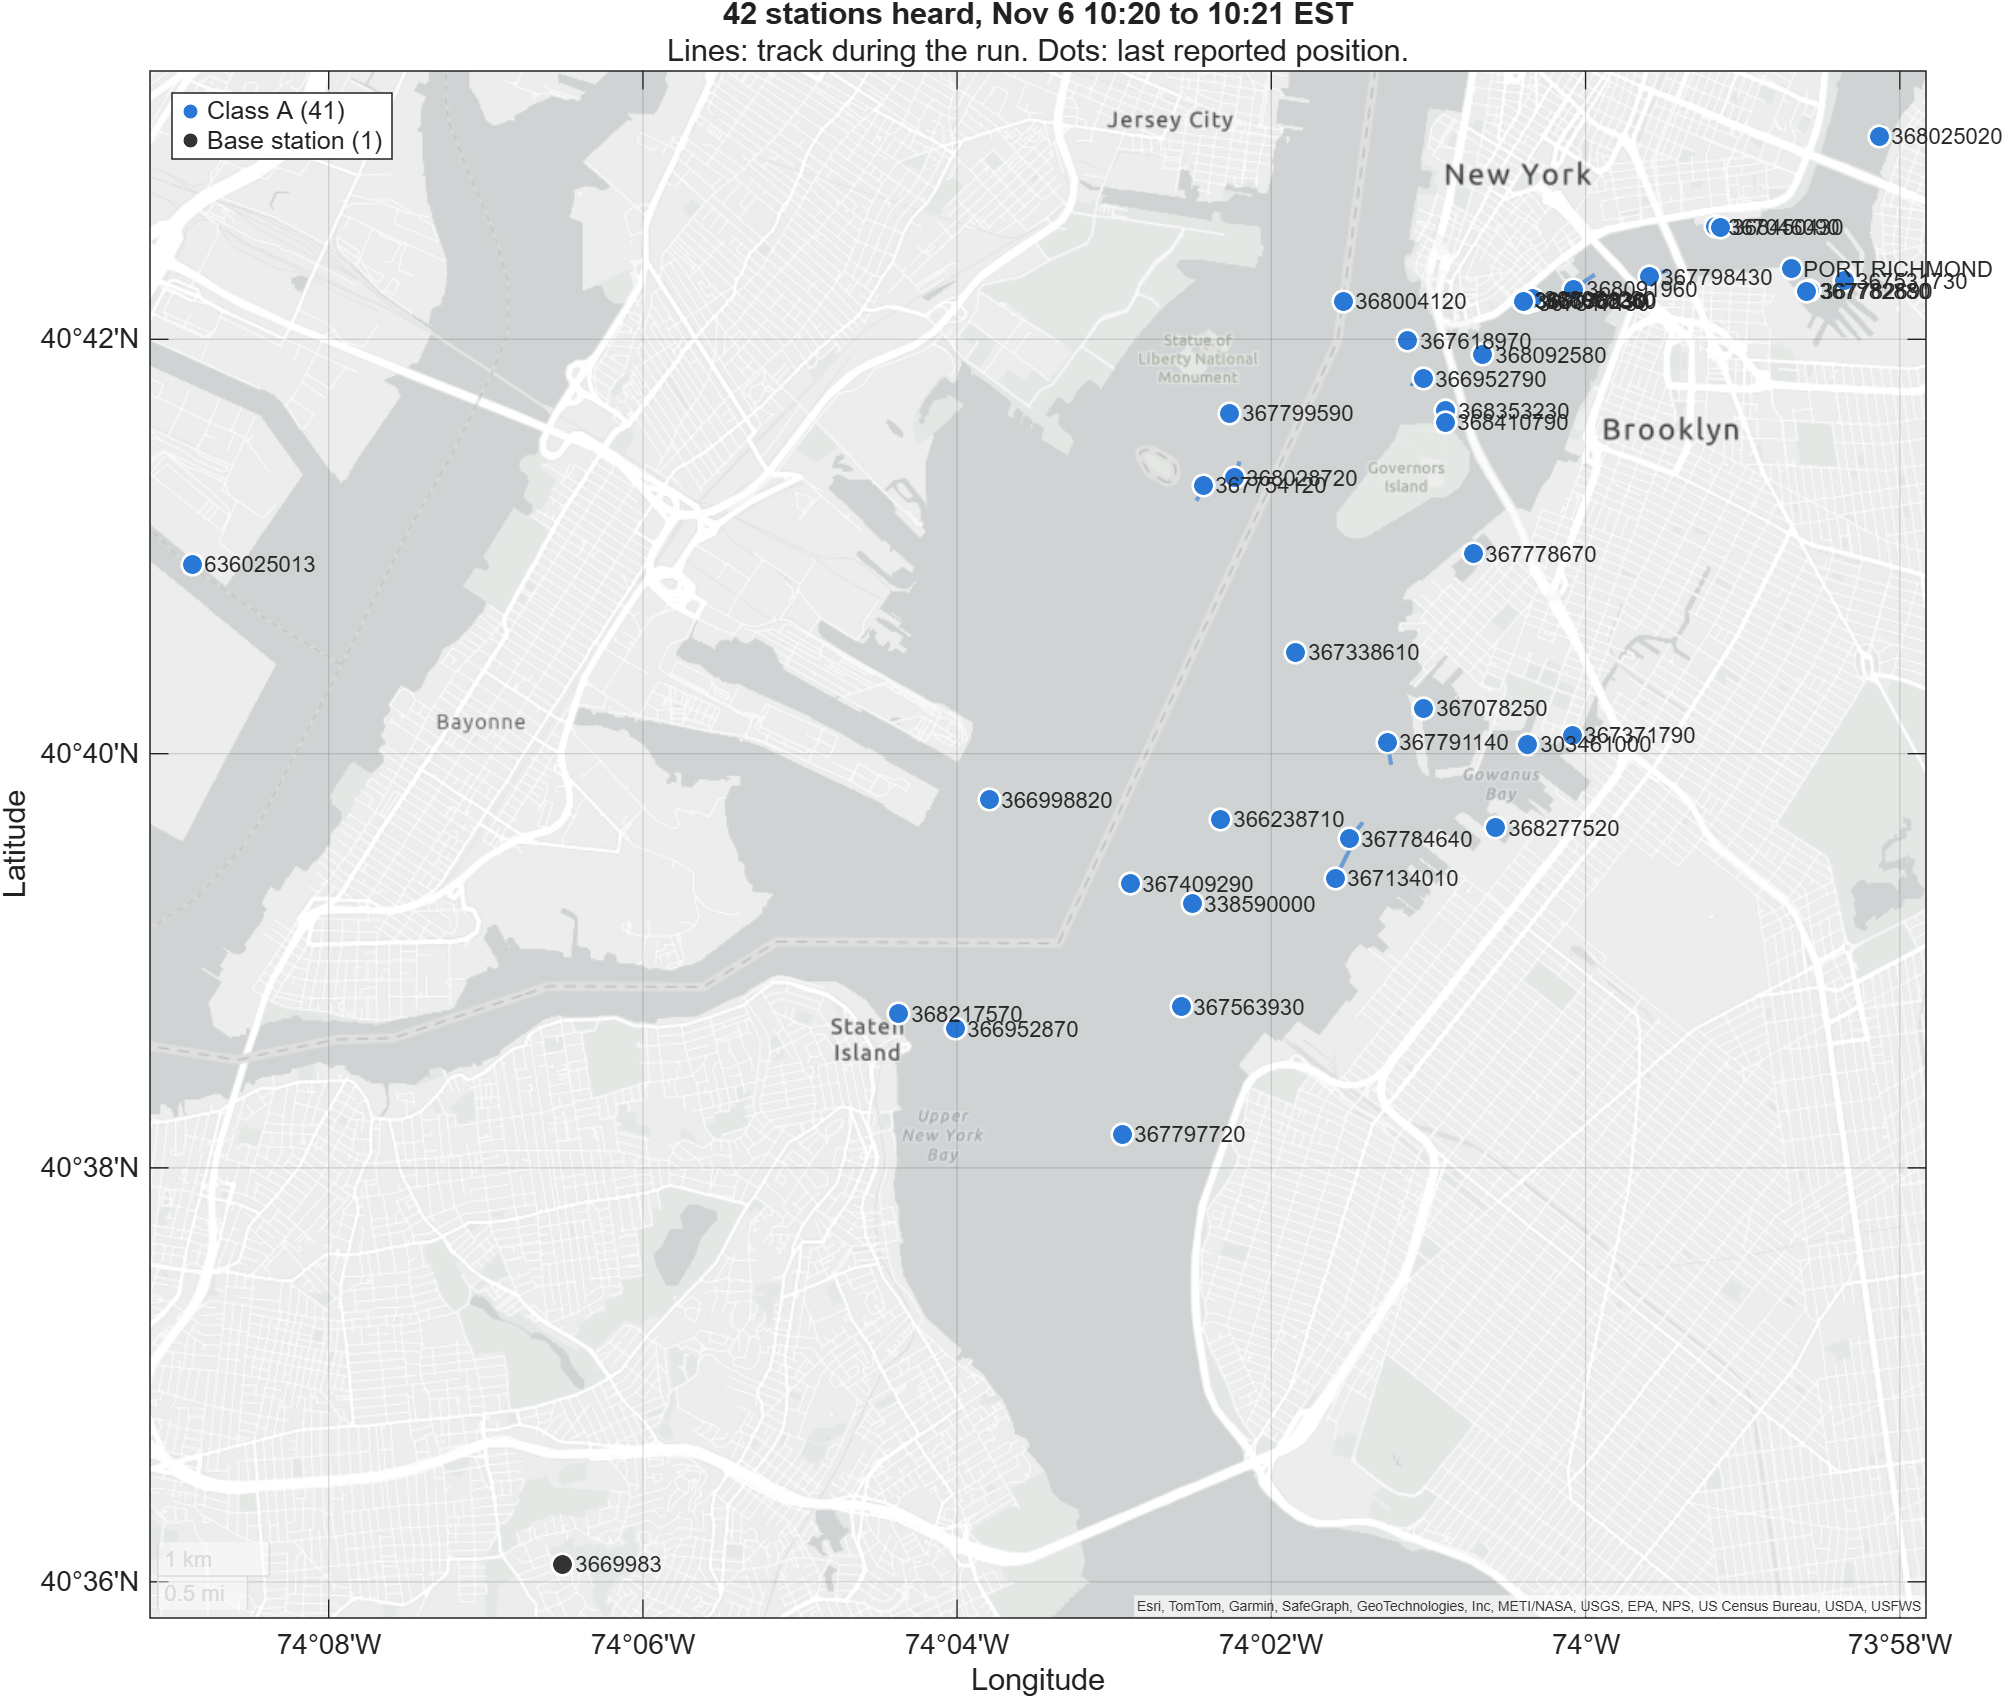 42 stations heard, Nov 6 10:20 to 10:21 EST
Lines: track during the run. Dots: last reported position.
Class A (41)
Base station (1)
Jersey City
New York
368025020
PORT RICHMOND
367798430
368091960
368004120
40°42'N
367618970
368092580
Statue of
Liberty National
Monument
366952790
367799590
368353230
368410790
Brooklyn
Governors
Island
368028720
367754120
367778670
636025013
367338610
367078250
Bayonne
367371790
367791140
303461000
40°40'N
Gowanus
Bay
366998820
366238710
368277520
367784640
367134010
367409290
338590000
Latitude
367563930
368217570
Staten
Island
366952870
Upper
New York
Bay
367797720
40°38'N
3669983
1 km
0.5 mi
40°36'N
Esri, TomTom, Garmin, SafeGraph, GeoTechnologies, Inc, METI/NASA, USGS, EPA, NPS, US Census Bureau, USDA, USFWS
74°08'W 74°06'W 74°04'W 74°02'W 74°W 73°58'W
Longitude